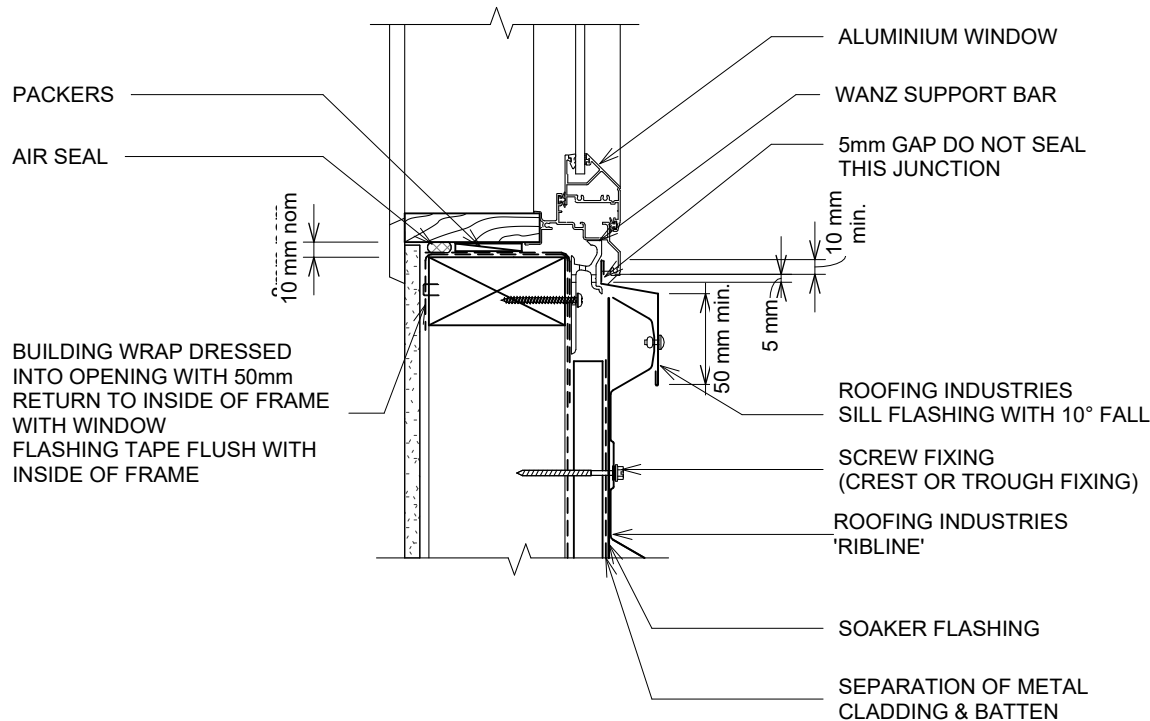 ALUMINIUM WINDOW
PACKERS
WANZ SUPPORT BAR
AIR SEAL
5mm GAP DO NOT SEAL
THIS JUNCTION
10 mm nom
10 mm
min.
5 mm
50 mm min.
BUILDING WRAP DRESSED
INTO OPENING WITH 50mm
RETURN TO INSIDE OF FRAME
WITH WINDOW
FLASHING TAPE FLUSH WITH
INSIDE OF FRAME
ROOFING INDUSTRIES
SILL FLASHING WITH 10° FALL
SCREW FIXING
(CREST OR TROUGH FIXING)
ROOFING INDUSTRIES
'RIBLINE'
SOAKER FLASHING
SEPARATION OF METAL
CLADDING & BATTEN